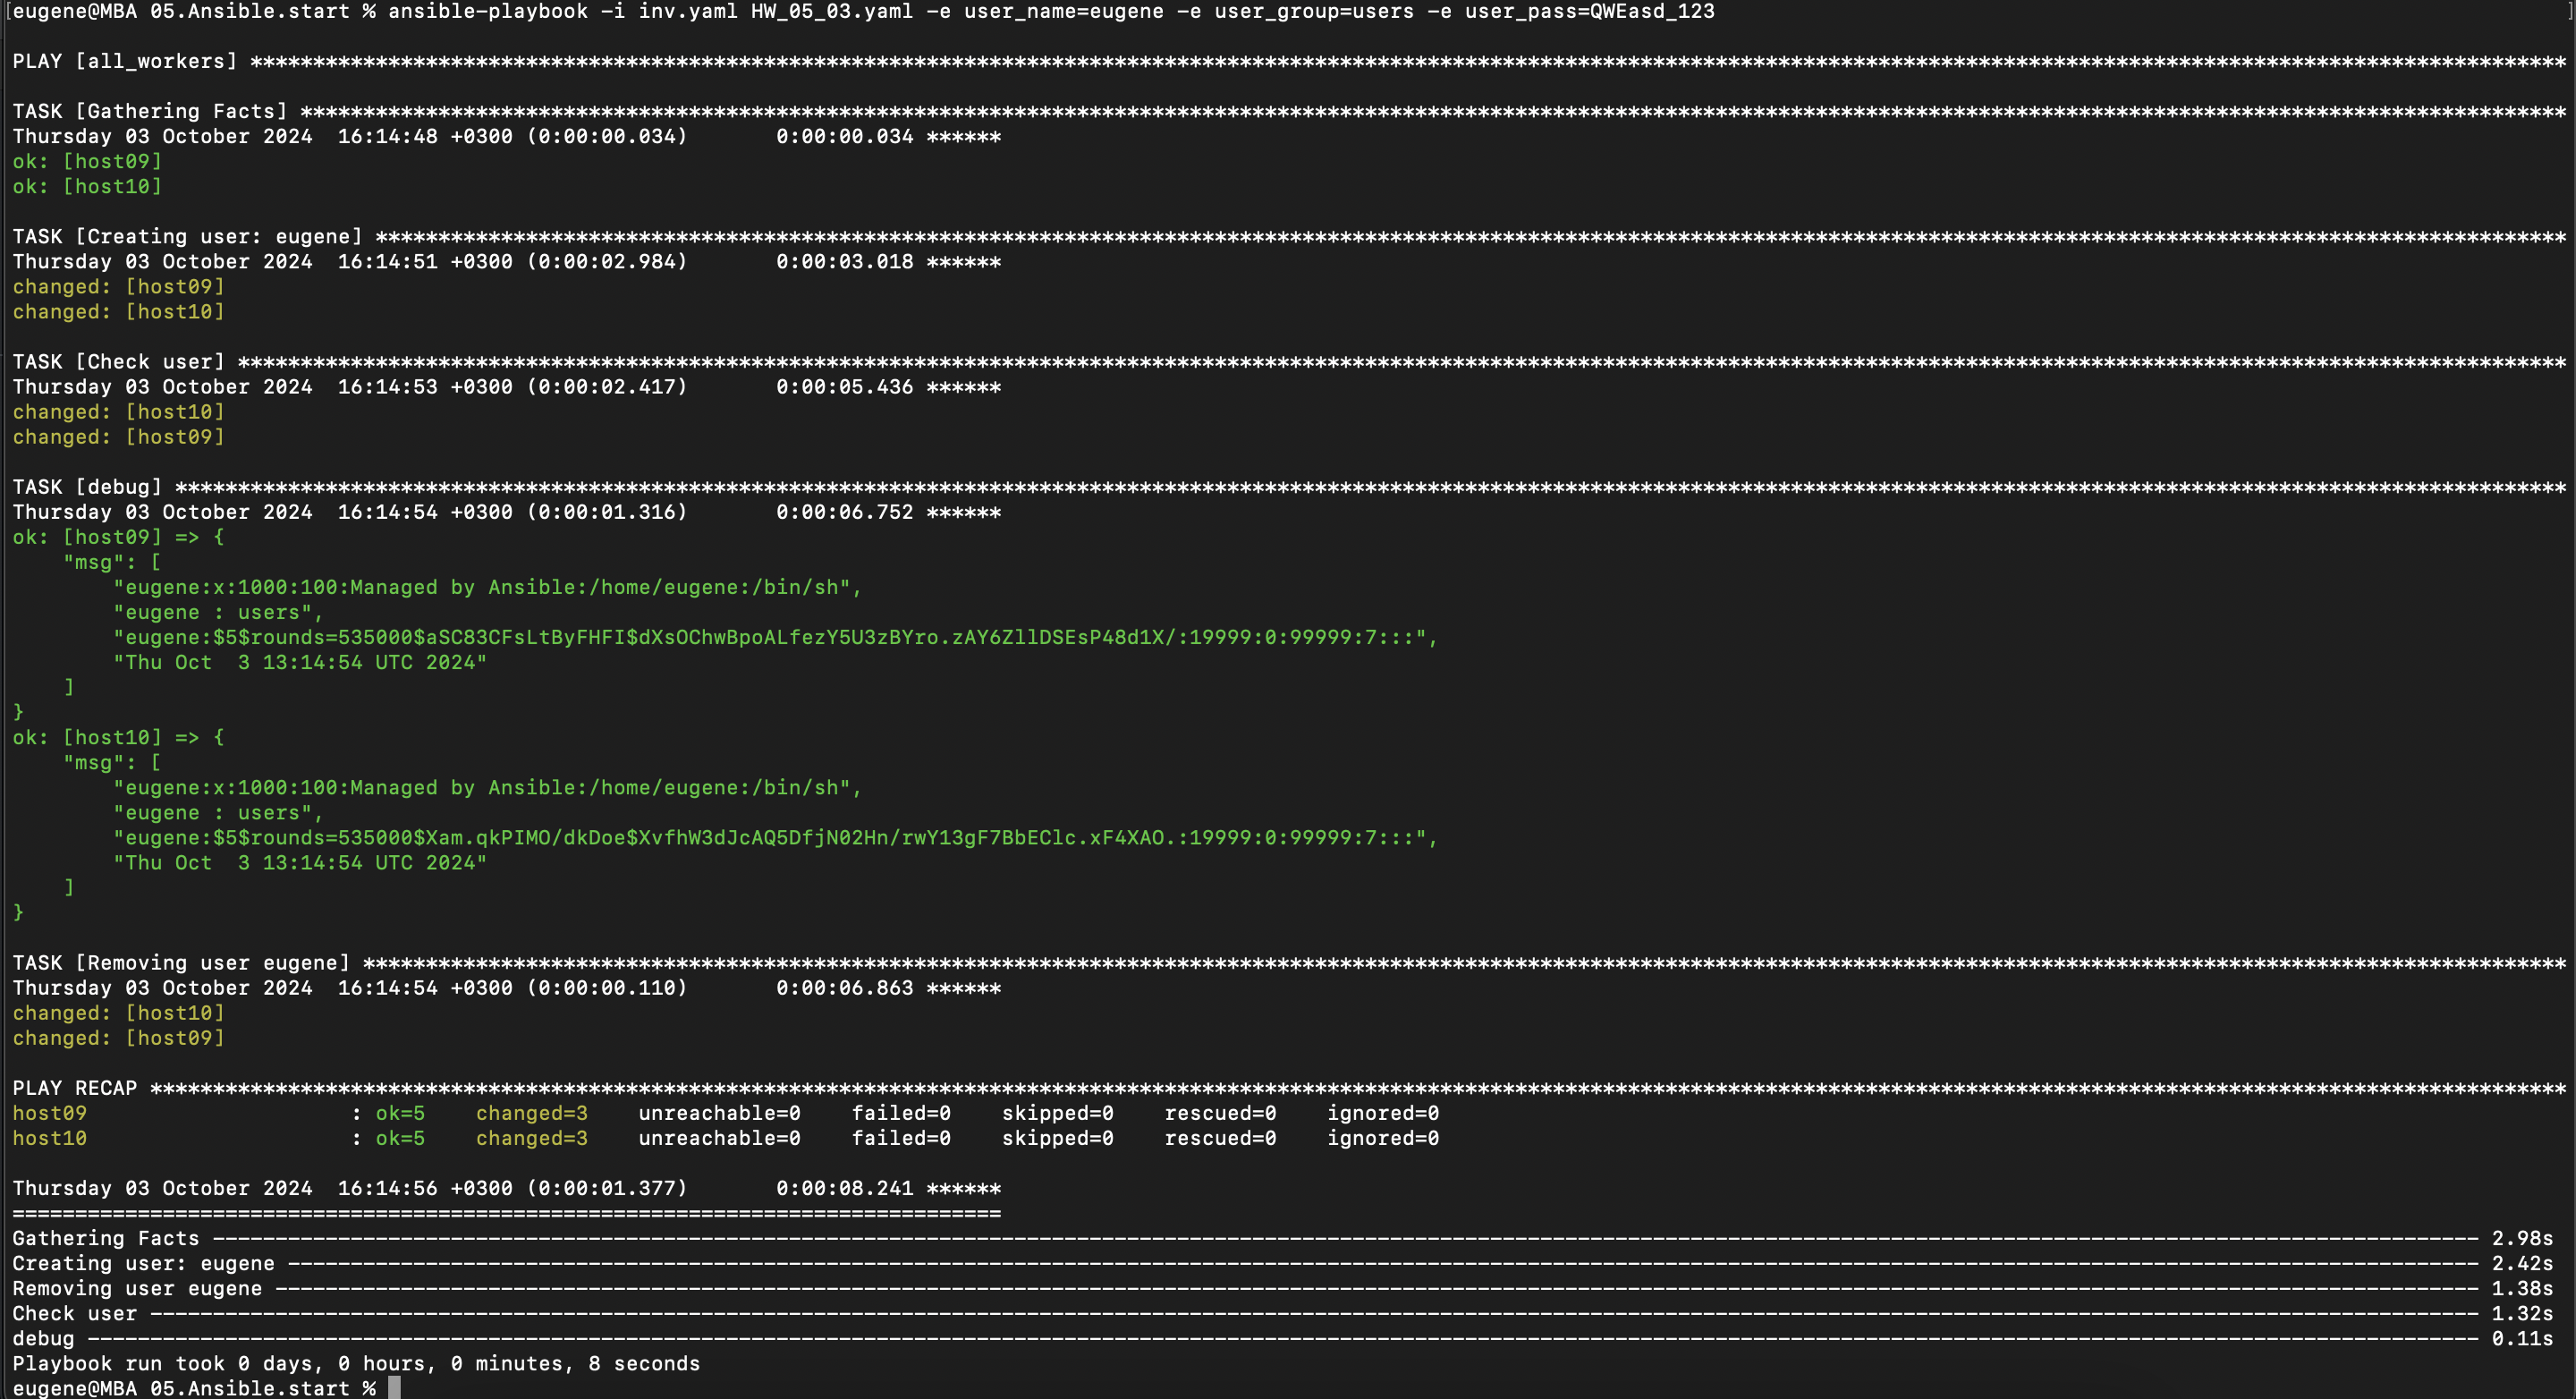 [eugene@MBA 05.Ansible.start % ansible-playbook -i inv.yaml HW_05_03.yaml -e user_name=eugene -e user_group=users -e user_pass=QWEasd_123 ]
PLAY [all_workers] ****************************************************************************************************
TASK [Gathering Facts] ****************************************************************************************************
Thursday 03 October 2024  16:14:48 +0300 (0:00:00.034)       0:00:00.034 ******
ok: [host09]
ok: [host10]
TASK [Creating user: eugene] ****************************************************************************************************
Thursday 03 October 2024  16:14:51 +0300 (0:00:02.984)       0:00:03.018 ******
changed: [host09]
changed: [host10]
TASK [Check user] ****************************************************************************************************
Thursday 03 October 2024  16:14:53 +0300 (0:00:02.417)       0:00:05.436 ******
changed: [host10]
changed: [host09]
TASK [debug] ****************************************************************************************************
Thursday 03 October 2024  16:14:54 +0300 (0:00:01.316)       0:00:06.752 ******
ok: [host09] => {
    "msg": [
        "eugene:x:1000:100:Managed by Ansible:/home/eugene:/bin/sh",
        "eugene : users",
        "eugene:$5$rounds=535000$aSC83CFsLtByFHFI$dXsOChwBpoALfezY5U3zBYro.zAY6ZllDSEsP48d1X/:19999:0:99999:7:::",
        "Thu Oct  3 13:14:54 UTC 2024"
    ]
}
ok: [host10] => {
    "msg": [
        "eugene:x:1000:100:Managed by Ansible:/home/eugene:/bin/sh",
        "eugene : users",
        "eugene:$5$rounds=535000$Xam.qkPIMO/dkDoe$XvfhW3dJcAQ5DfjN02Hn/rwY13gF7BbEClc.xF4XAO.:19999:0:99999:7:::",
        "Thu Oct  3 13:14:54 UTC 2024"
    ]
}
TASK [Removing user eugene] ****************************************************************************************************
Thursday 03 October 2024  16:14:54 +0300 (0:00:00.110)       0:00:06.863 ******
changed: [host10]
changed: [host09]
PLAY RECAP ****************************************************************************************************
host09                     : ok=5    changed=3    unreachable=0    failed=0    skipped=0    rescued=0    ignored=0
host10                     : ok=5    changed=3    unreachable=0    failed=0    skipped=0    rescued=0    ignored=0
Thursday 03 October 2024  16:14:56 +0300 (0:00:01.377)       0:00:08.241 ******
===============================================================================
Gathering Facts ---------------------------------------------------------------- 2.98s
Creating user: eugene ---------------------------------------------------------------- 2.42s
Removing user eugene ---------------------------------------------------------------- 1.38s
Check user ---------------------------------------------------------------- 1.32s
debug ---------------------------------------------------------------- 0.11s
Playbook run took 0 days, 0 hours, 0 minutes, 8 seconds
eugene@MBA 05.Ansible.start %